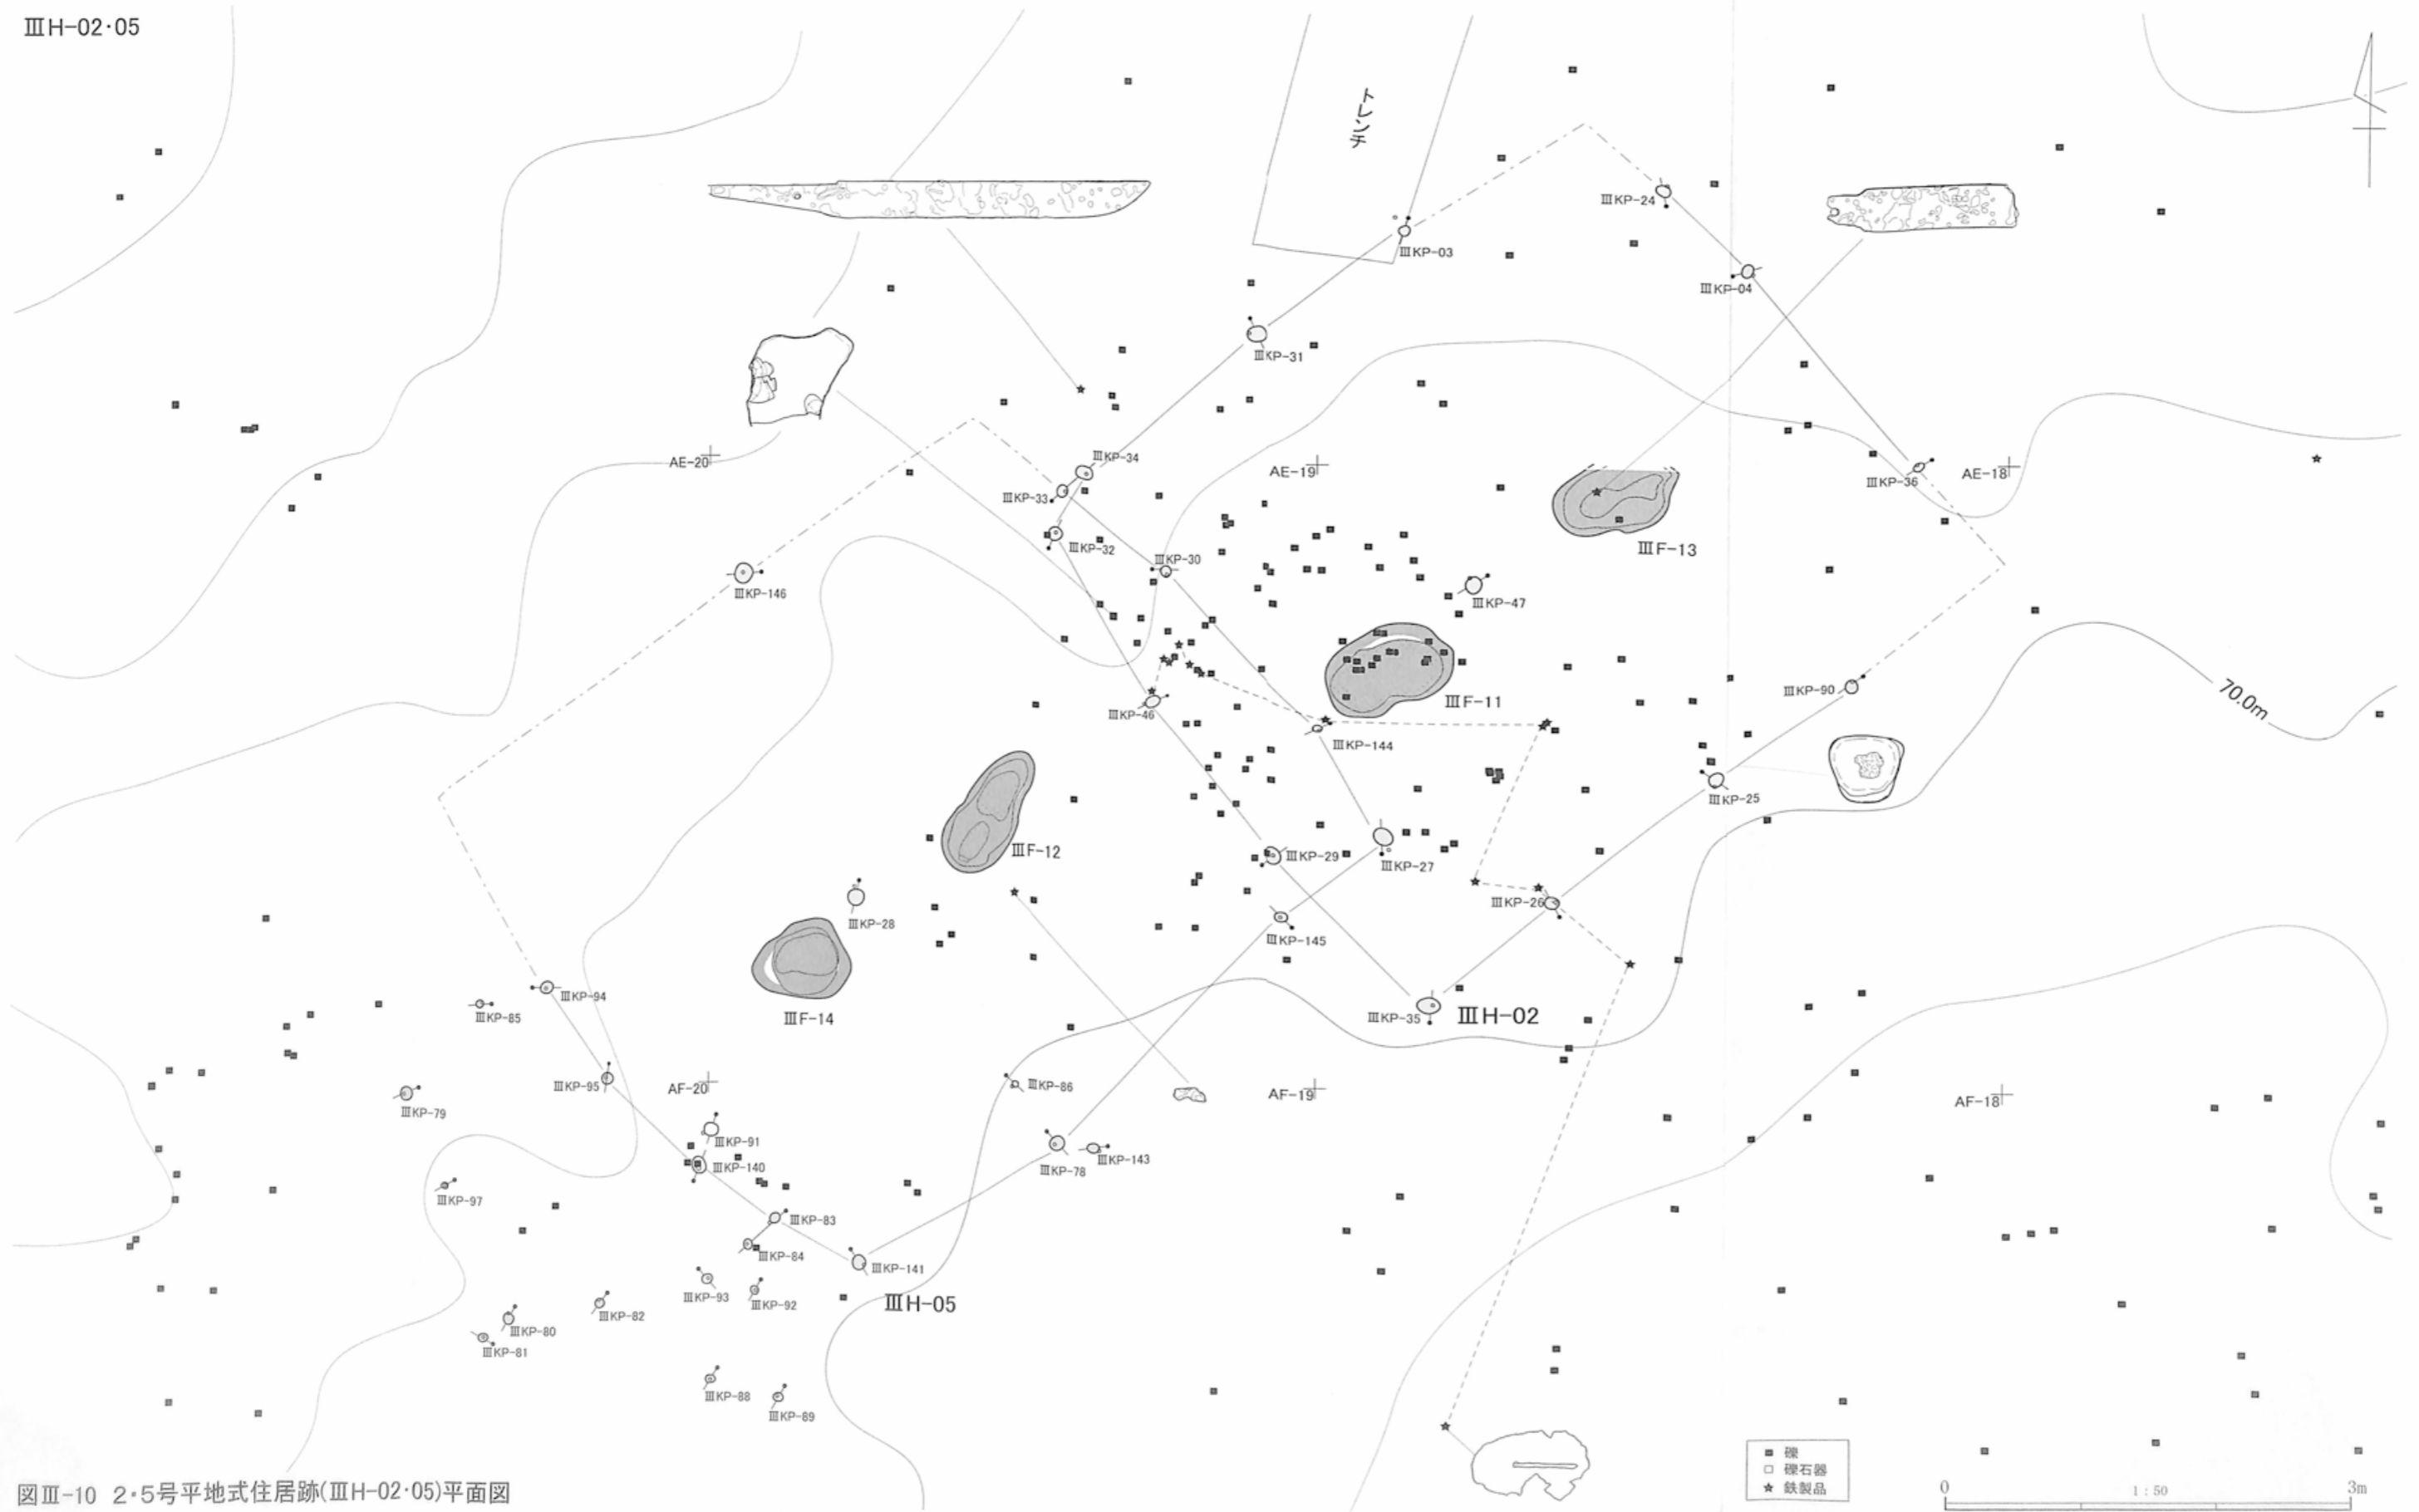 ⅢH-02·05
トレンチ
ⅢKP-24
ⅢKP-03
ⅢKP-04
ⅢKP-31
ⅢKP-34
AE-20
AE-19
AE-18
ⅢKP-36
ⅢKP-33
ⅢKP-32
ⅢF-13
ⅢKP-30
ⅢKP-146
ⅢKP-47
ⅢKP-90
ⅢF-11
70.0m
ⅢKP-46
ⅢKP-144
ⅢKP-25
ⅢF-12
ⅢKP-29
ⅢKP-27
ⅢKP-26
ⅢKP-28
ⅢKP-145
ⅢKP-94
ⅢKP-85
ⅢF-14
ⅢKP-35
ⅢH-02
ⅢKP-95
AF-20
ⅢKP-86
AF-19
AF-18
ⅢKP-79
ⅢKP-91
ⅢKP-140
ⅢKP-78
ⅢKP-143
ⅢKP-97
ⅢKP-83
ⅢKP-84
ⅢKP-141
ⅢKP-93
ⅢKP-92
ⅢH-05
ⅢKP-82
ⅢKP-80
ⅢKP-81
ⅢKP-88
ⅢKP-89
礫
礫石器
鉄製品
0 1:50 3m
図Ⅲ-10 2·5号平地式住居跡(ⅢH-02·05)平面図